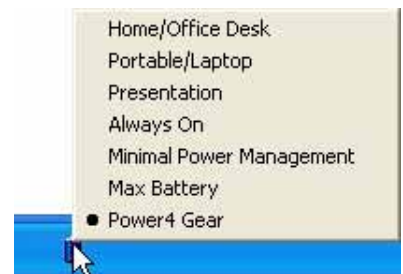 Home/Office Desk
Portable/Laptop
Presentation
Always On
Minimal Power Management
Max Battery
Power4 Gear